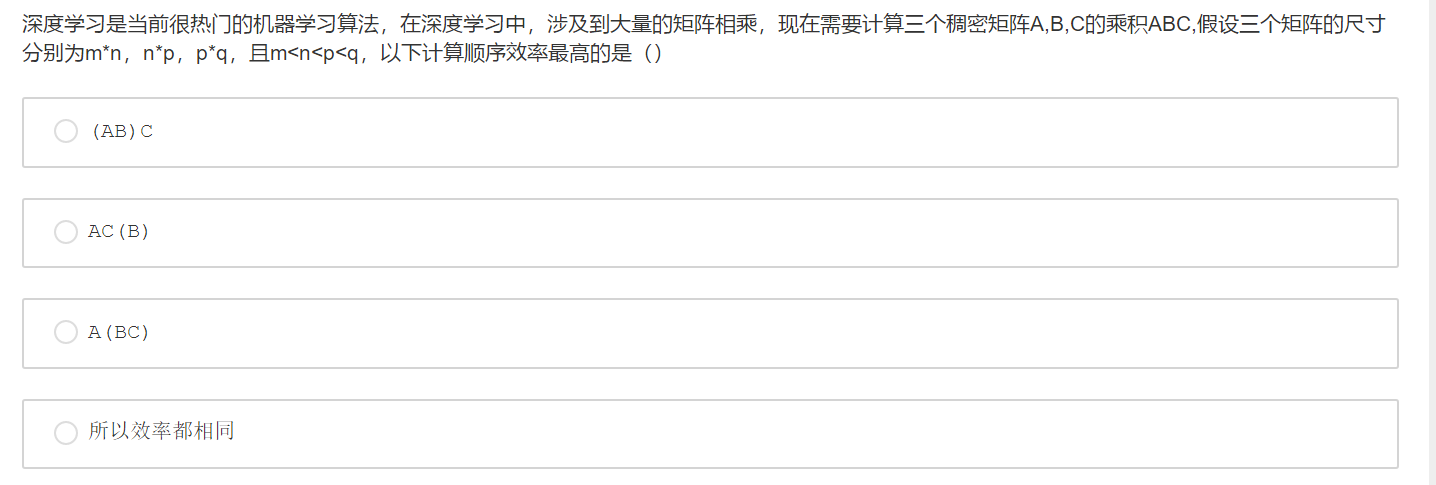 深度学习是当前很热门的机器学习算法，在深度学习中，涉及到大量的矩阵相乘，现在需要计算三个稠密矩阵A,B,C的乘积ABC,假设三个矩阵的尺寸
分别为m*n，n*p，p*q，且m<n<p<q，以下计算顺序效率最高的是（）
(AB)C
AC(B)
A(BC)
所以效率都相同